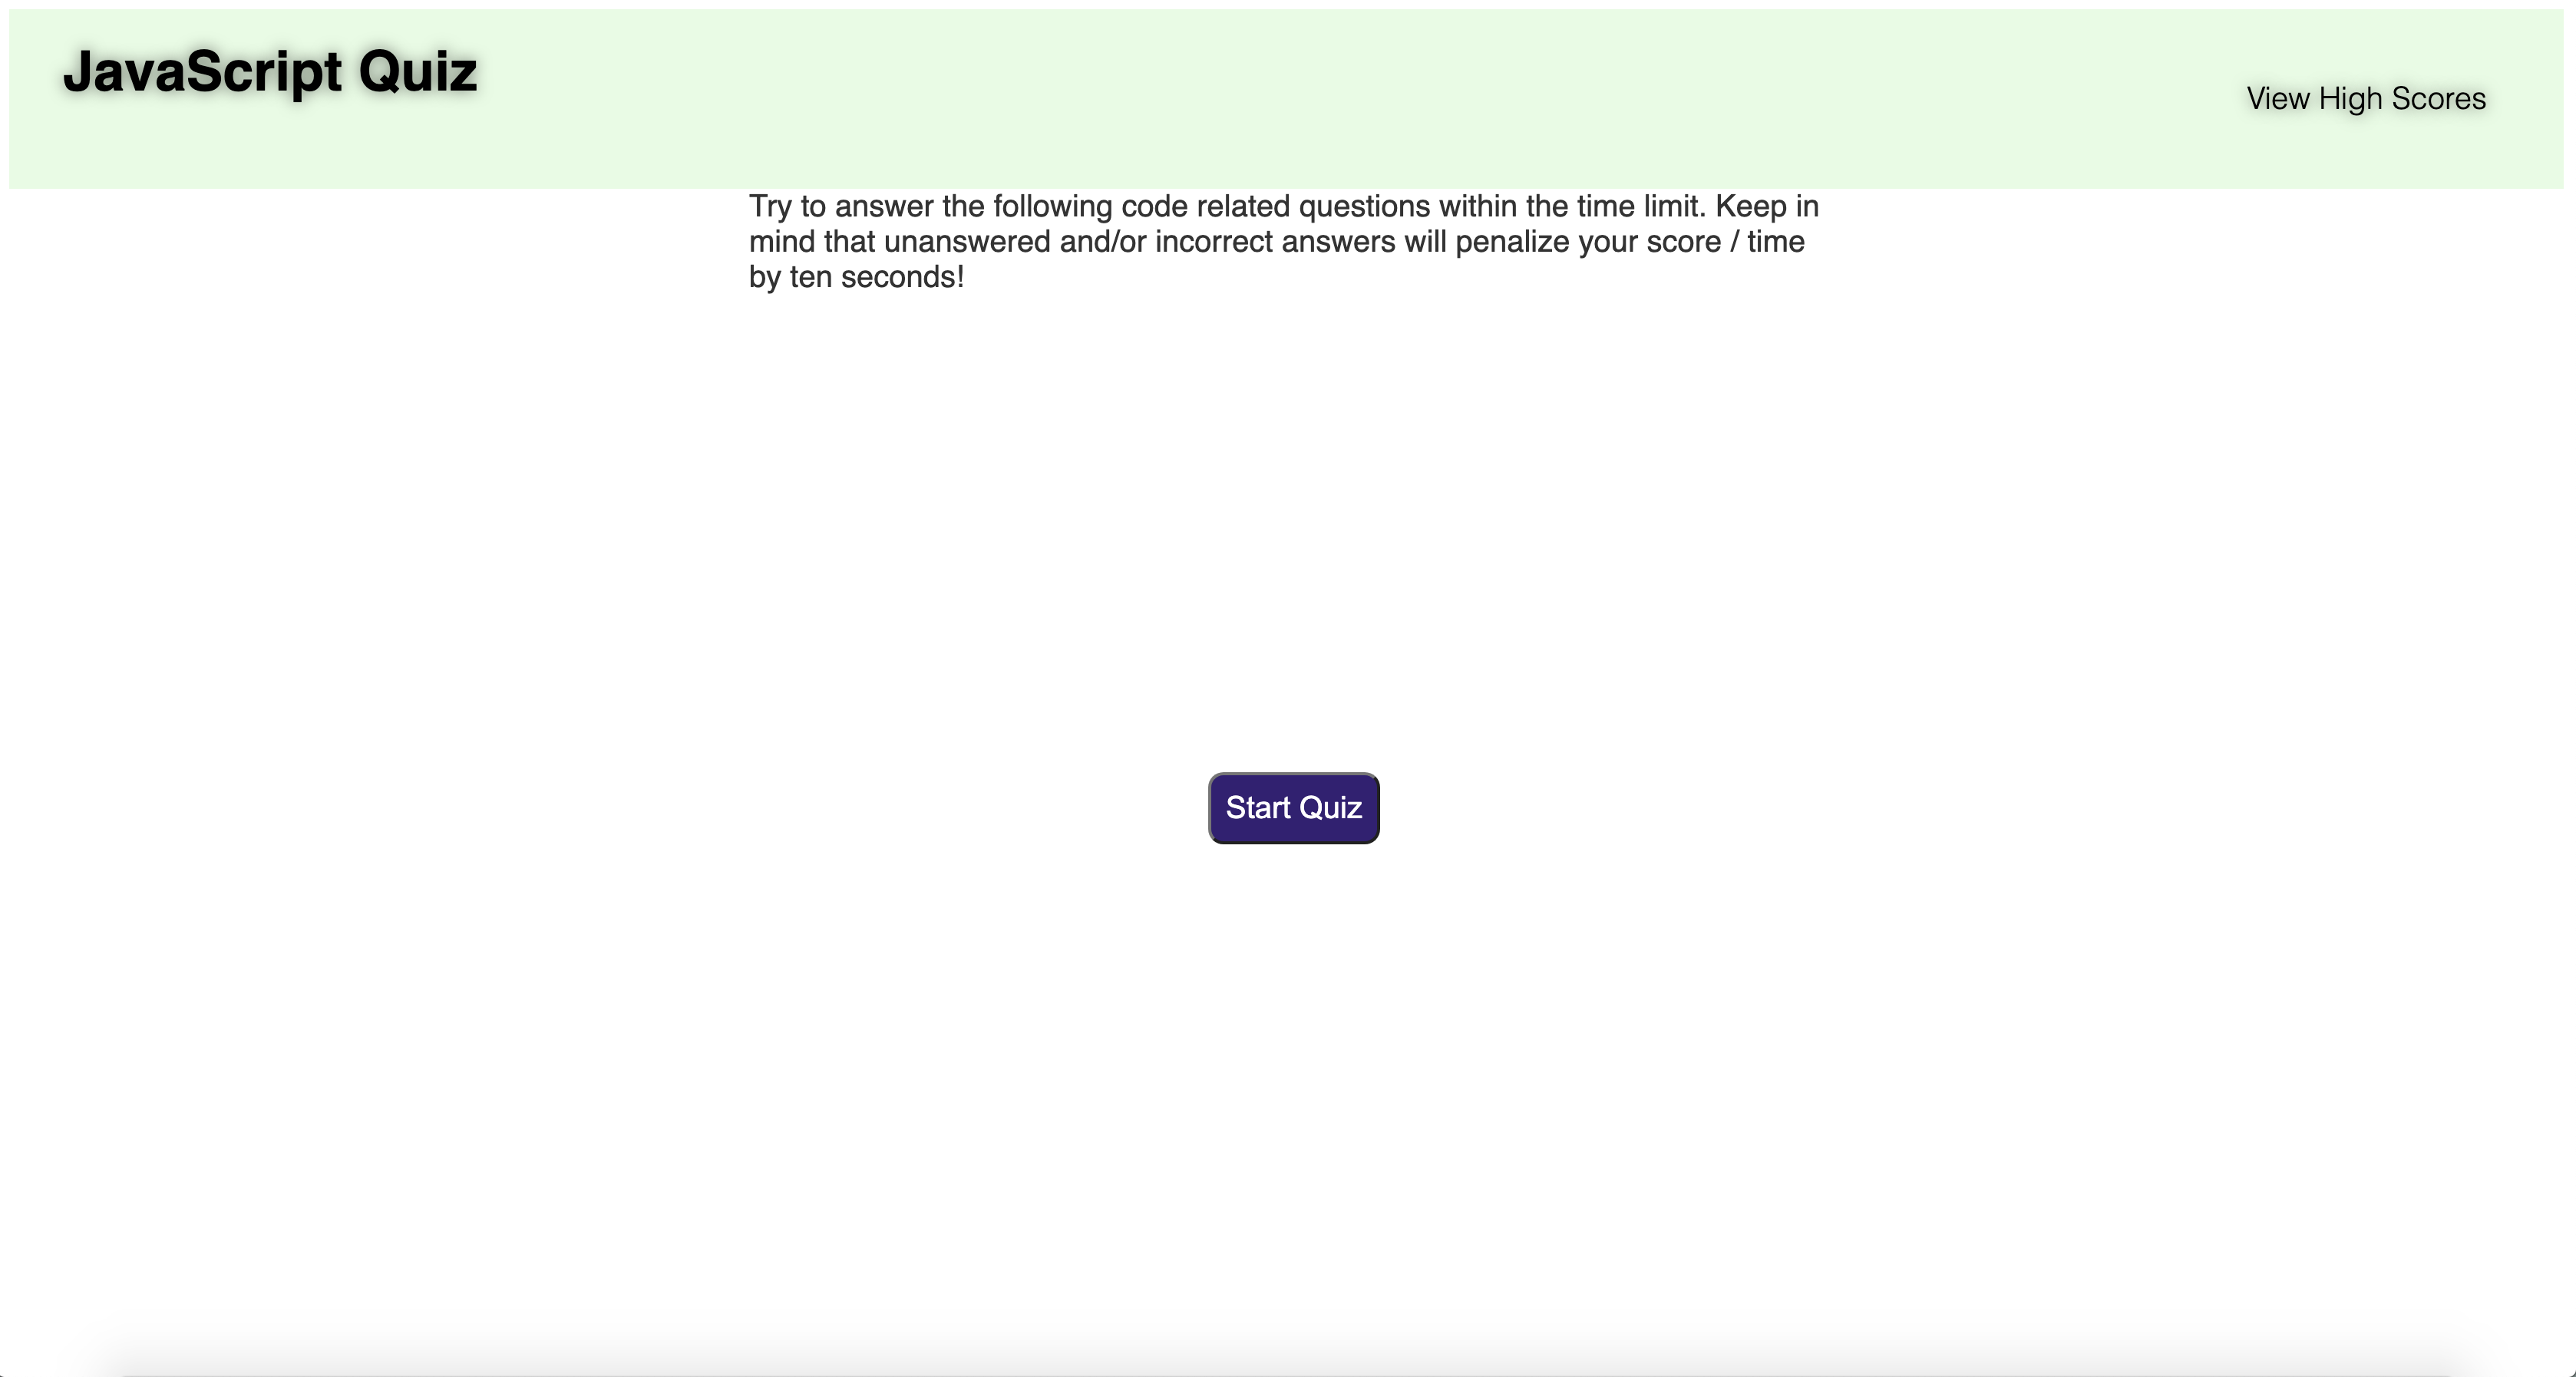 JavaScript Quiz
View High Scores
Try to answer the following code related questions within the time limit. Keep in
mind that unanswered and/or incorrect answers will penalize your score / time
by ten seconds!
Start Quiz